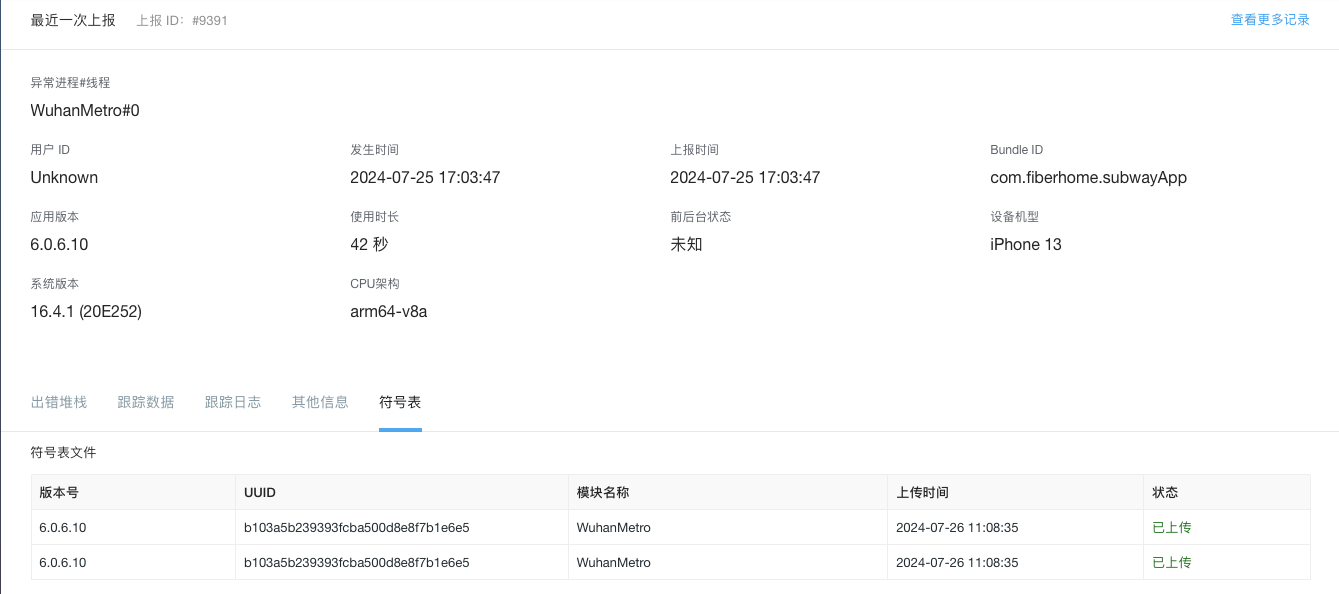 最近一次上报 上报 ID: #9391 查看更多记录
异常进程#线程
WuhanMetro#0
用户 ID 发生时间 上报时间 Bundle ID
Unknown 2024-07-25 17:03:47 2024-07-25 17:03:47 com.fiberhome.subwayApp
应用版本 使用时长 前后台状态 设备机型
6.0.6.10 42 秒 未知 iPhone 13
系统版本 CPU架构
16.4.1 (20E252) arm64-v8a
出错堆栈 跟踪数据 跟踪日志 其他信息 符号表
符号表文件
版本号 UUID 模块名称 上传时间 状态
6.0.6.10 b103a5b239393fcba500d8e8f7b1e6e5 WuhanMetro 2024-07-26 11:08:35 已上传
6.0.6.10 b103a5b239393fcba500d8e8f7b1e6e5 WuhanMetro 2024-07-26 11:08:35 已上传